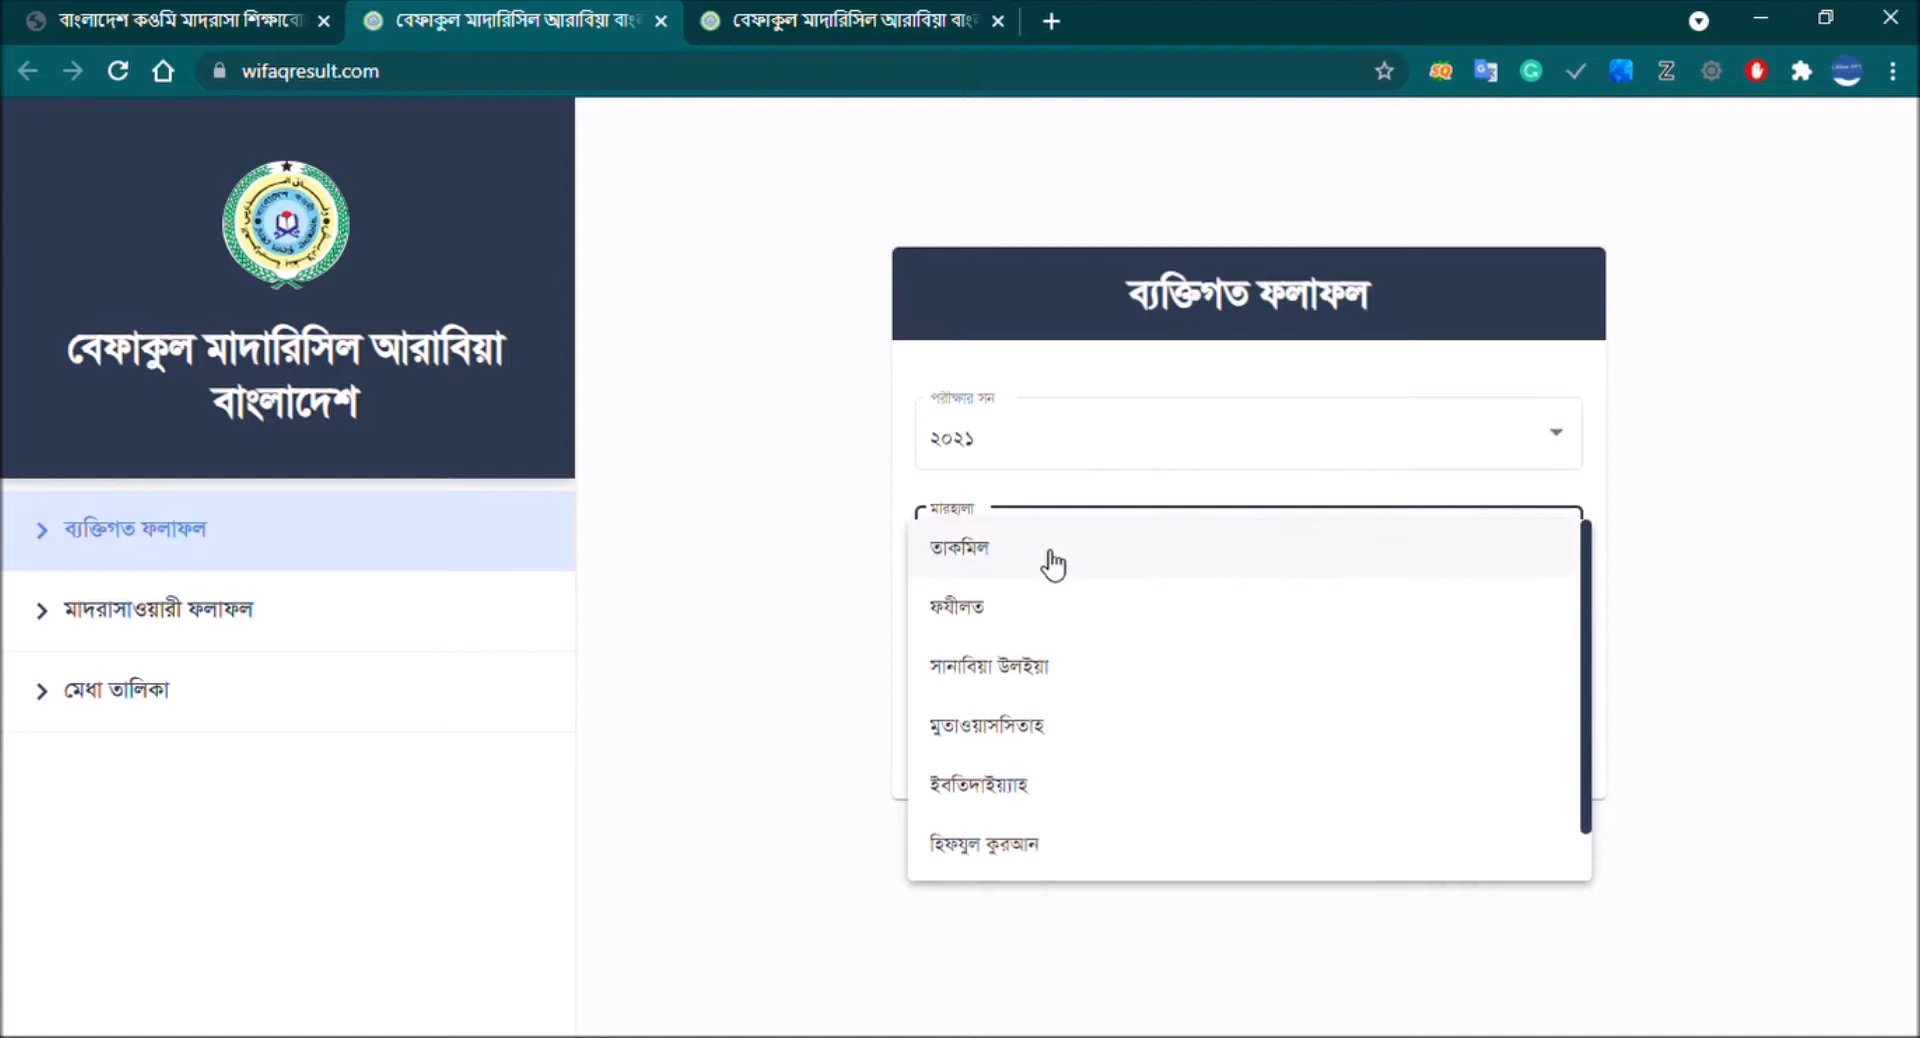 বাংলাদেশ কওমি মাদরাসা শিক্ষাবো
বেফাকুল মাদারিসিল আরাবিয়া বাং
বেফাকুল মাদারিসিল আরাবিয়া বাং
wifaqresult.com
বেফাকুল মাদারিসিল আরাবিয়া
বাংলাদেশ
ব্যক্তিগত ফলাফল
মাদরাসাওয়ারী ফলাফল
মেধা তালিকা
ব্যক্তিগত ফলাফল
পরীক্ষার সন
২০২১
মারহালা
তাকমিল
ফযীলত
সানাবিয়া উলইয়া
মুতাওয়াসসিতাহ
ইবতিদাইয়্যাহ
হিফযুল কুরআন